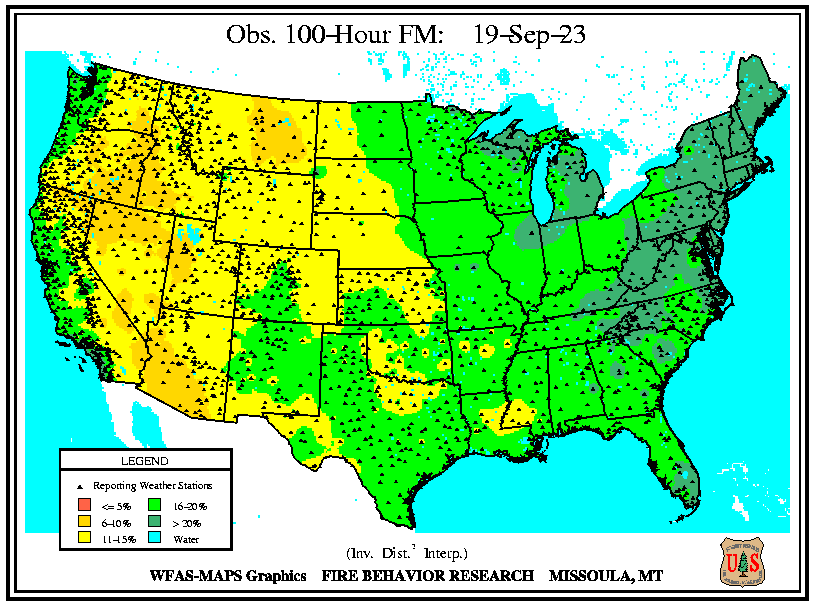 Obs. 100-Hour FM: 19-Sep-23
LEGEND
Reporting Weather Stations
<= 5% 16-20%
6-10% > 20%
11-15% Water
(Inv. Dist.² Interp.)
WFAS-MAPS Graphics FIRE BEHAVIOR RESEARCH MISSOULA, MT
U S